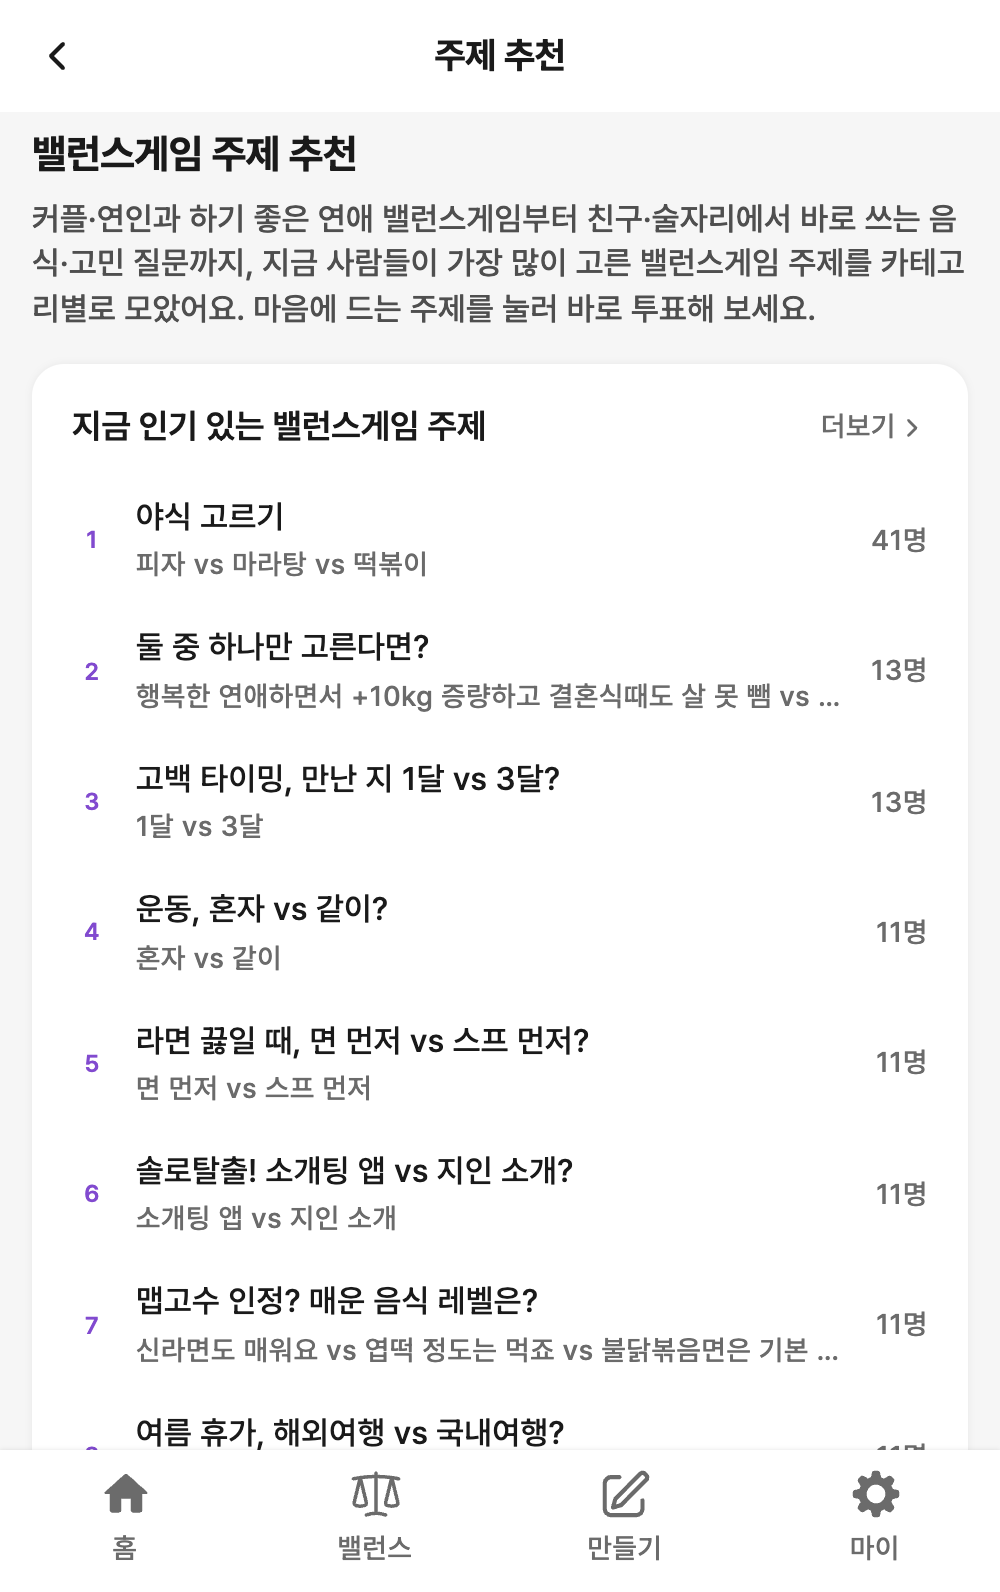 주제 추천
밸런스게임 주제 추천
커플·연인과 하기 좋은 연애 밸런스게임부터 친구·술자리에서 바로 쓰는 음
식·고민 질문까지, 지금 사람들이 가장 많이 고른 밸런스게임 주제를 카테고
리별로 모았어요. 마음에 드는 주제를 눌러 바로 투표해 보세요.
지금 인기 있는 밸런스게임 주제
더보기
1
야식 고르기
피자 vs 마라탕 vs 떡볶이
41명
2
둘 중 하나만 고른다면?
행복한 연애하면서 +10kg 증량하고 결혼식때도 살 못 뺌 vs ...
13명
3
고백 타이밍, 만난 지 1달 vs 3달?
1달 vs 3달
13명
4
운동, 혼자 vs 같이?
혼자 vs 같이
11명
5
라면 끓일 때, 면 먼저 vs 스프 먼저?
면 먼저 vs 스프 먼저
11명
6
솔로탈출! 소개팅 앱 vs 지인 소개?
소개팅 앱 vs 지인 소개
11명
7
맵고수 인정? 매운 음식 레벨은?
신라면도 매워요 vs 엽떡 정도는 먹죠 vs 불닭볶음면은 기본 ...
11명
여름 휴가, 해외여행 vs 국내여행?
홈
밸런스
만들기
마이